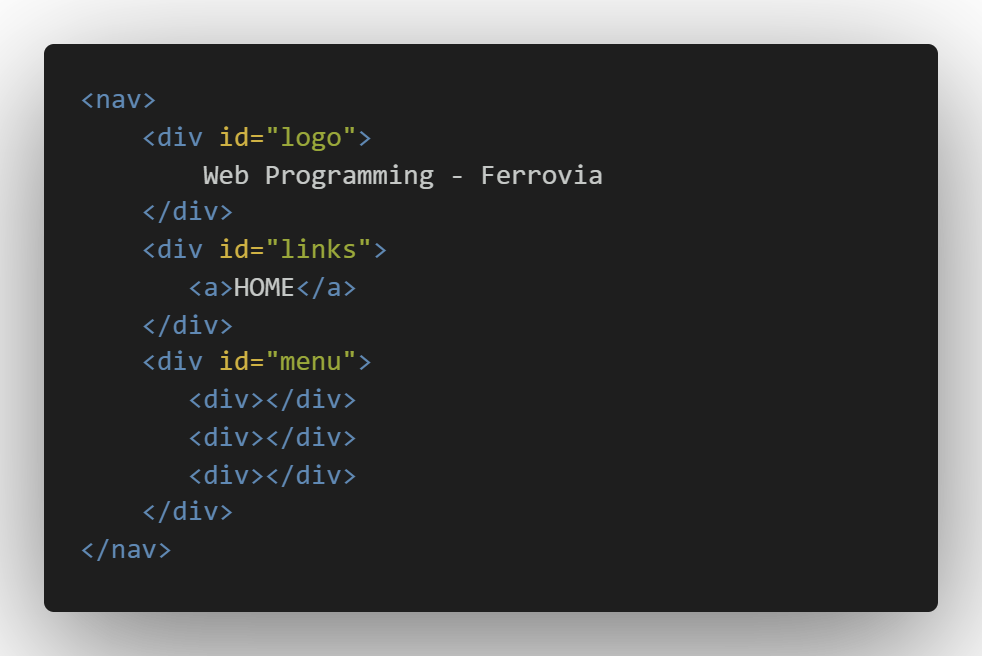 <nav>
    <div id="logo">
        Web Programming - Ferrovia
    </div>
    <div id="links">
       <a>HOME</a>
    </div>
    <div id="menu">
       <div></div>
       <div></div>
       <div></div>
    </div>
</nav>